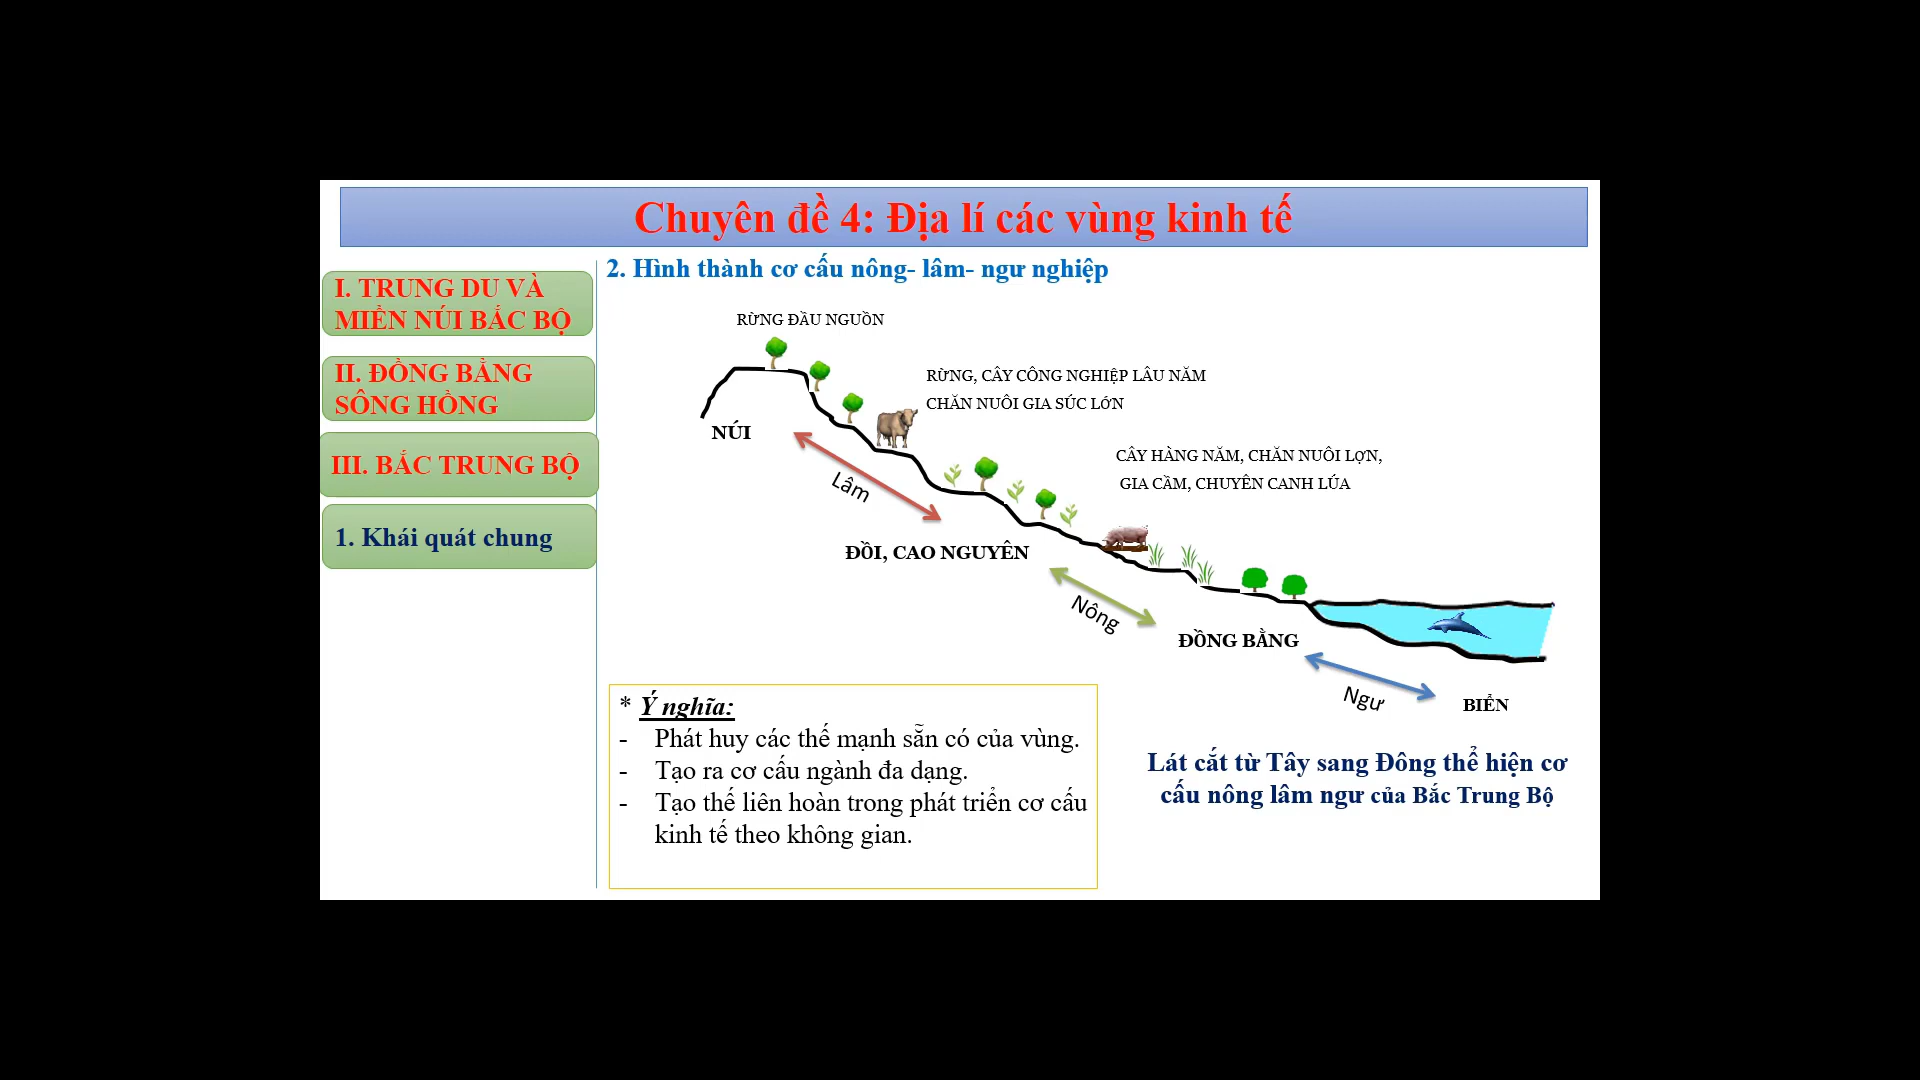 Chuyên đề 4: Địa lí các vùng kinh tế
I. TRUNG DU VÀ
MIỀN NÚI BẮC BỘ
II. ĐỒNG BẰNG
SÔNG HỒNG
III. BẮC TRUNG BỘ
1. Khái quát chung
2. Hình thành cơ cấu nông- lâm- ngư nghiệp
RỪNG ĐẦU NGUỒN
RỪNG, CÂY CÔNG NGHIỆP LÂU NĂM
CHĂN NUÔI GIA SÚC LỚN
NÚI
CÂY HÀNG NĂM, CHĂN NUÔI LỢN,
GIA CẦM, CHUYÊN CANH LÚA
Lâm
ĐỒI, CAO NGUYÊN
Nông
ĐỒNG BẰNG
Ngư
BIỂN
* Ý nghĩa:
- Phát huy các thế mạnh sẵn có của vùng.
- Tạo ra cơ cấu ngành đa dạng.
- Tạo thế liên hoàn trong phát triển cơ cấu
kinh tế theo không gian.
Lát cắt từ Tây sang Đông thể hiện cơ
cấu nông lâm ngư của Bắc Trung Bộ